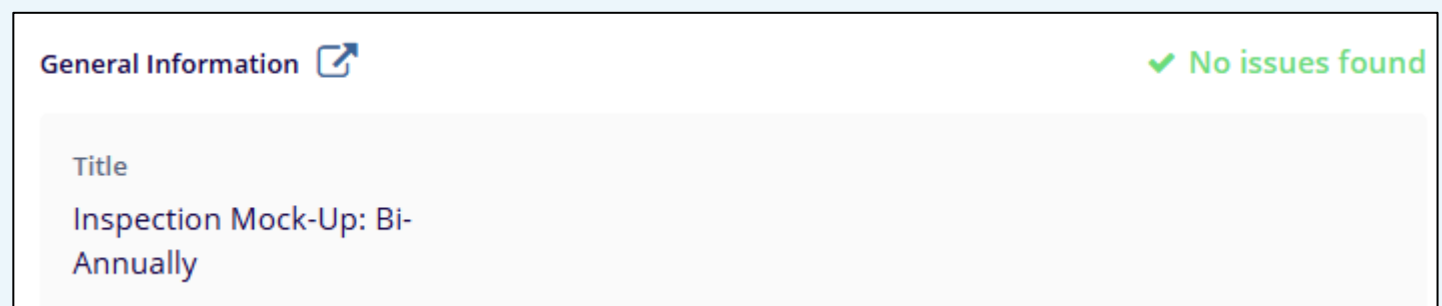 General Information
No issues found
Title
Inspection Mock-Up: Bi-
Annually